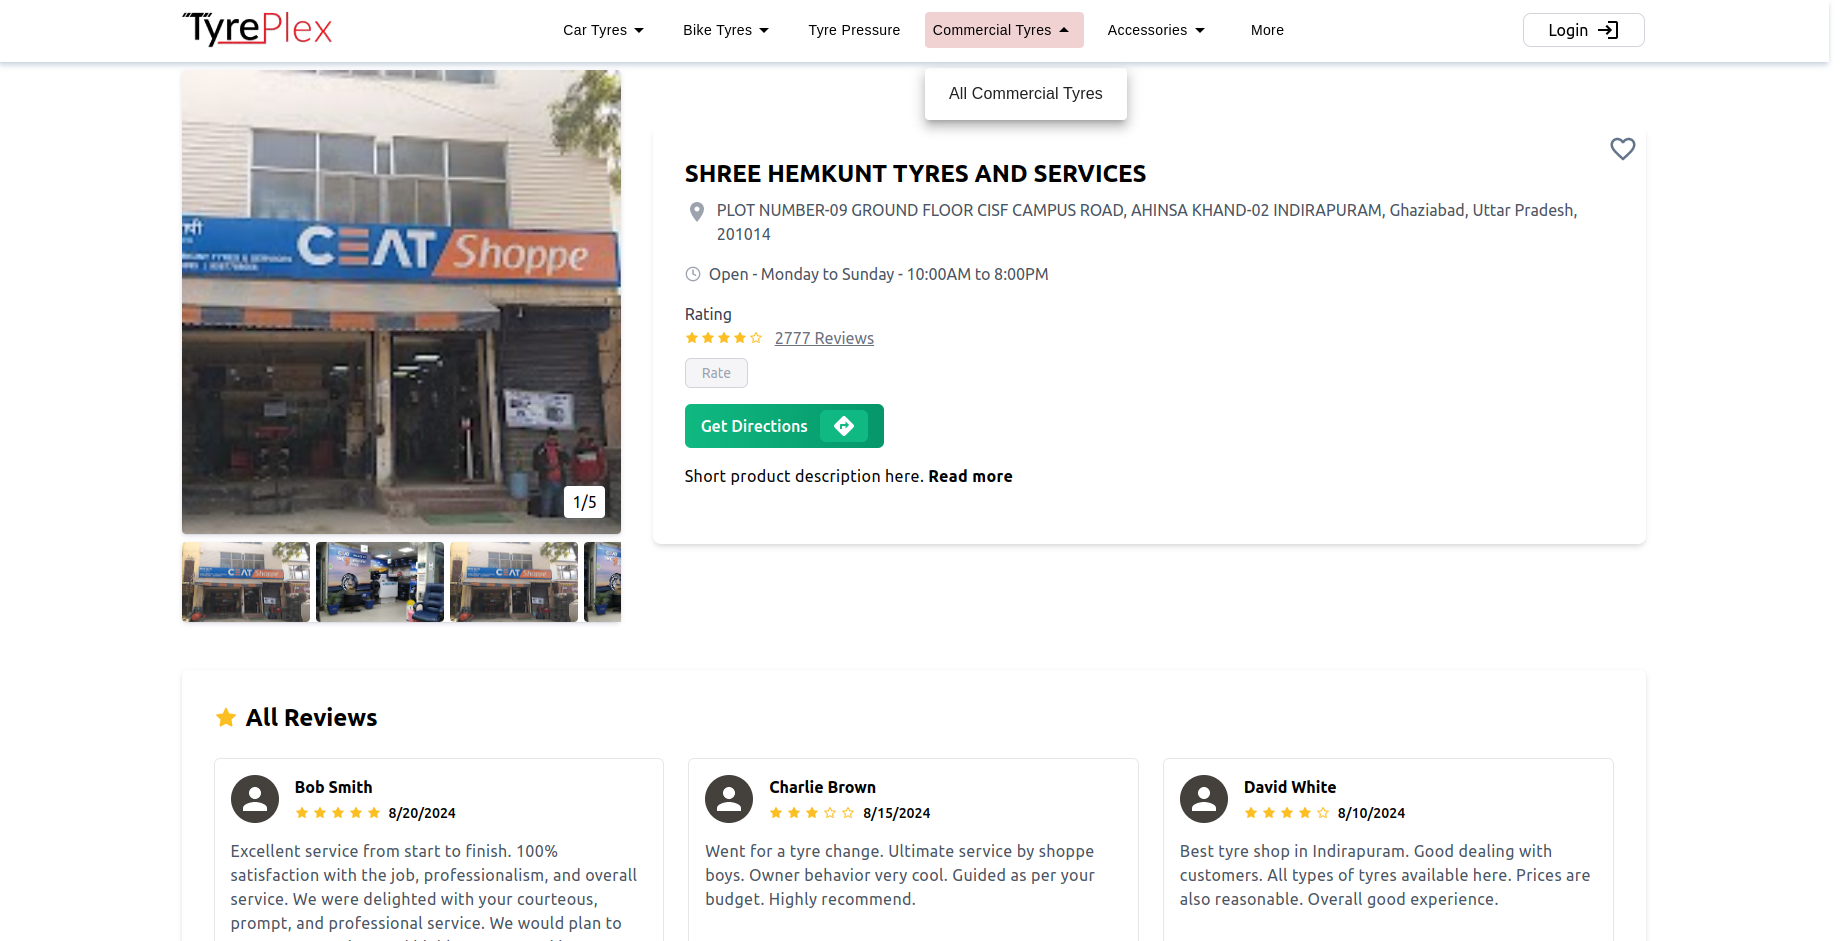 TyrePlex
Car Tyres
Bike Tyres
Tyre Pressure
Commercial Tyres
Accessories
More
Login
All Commercial Tyres
CEAT Shoppe
1/5
SHREE HEMKUNT TYRES AND SERVICES
PLOT NUMBER-09 GROUND FLOOR CISF CAMPUS ROAD, AHINSA KHAND-02 INDIRAPURAM, Ghaziabad, Uttar Pradesh,
201014
Open - Monday to Sunday - 10:00AM to 8:00PM
Rating
2777 Reviews
Rate
Get Directions
Short product description here. Read more
CEAT Shoppe
CEAT Shoppe
All Reviews
Bob Smith
8/20/2024
Excellent service from start to finish. 100%
satisfaction with the job, professionalism, and overall
service. We were delighted with your courteous,
prompt, and professional service. We would plan to
Charlie Brown
8/15/2024
Went for a tyre change. Ultimate service by shoppe
boys. Owner behavior very cool. Guided as per your
budget. Highly recommend.
David White
8/10/2024
Best tyre shop in Indirapuram. Good dealing with
customers. All types of tyres available here. Prices are
also reasonable. Overall good experience.